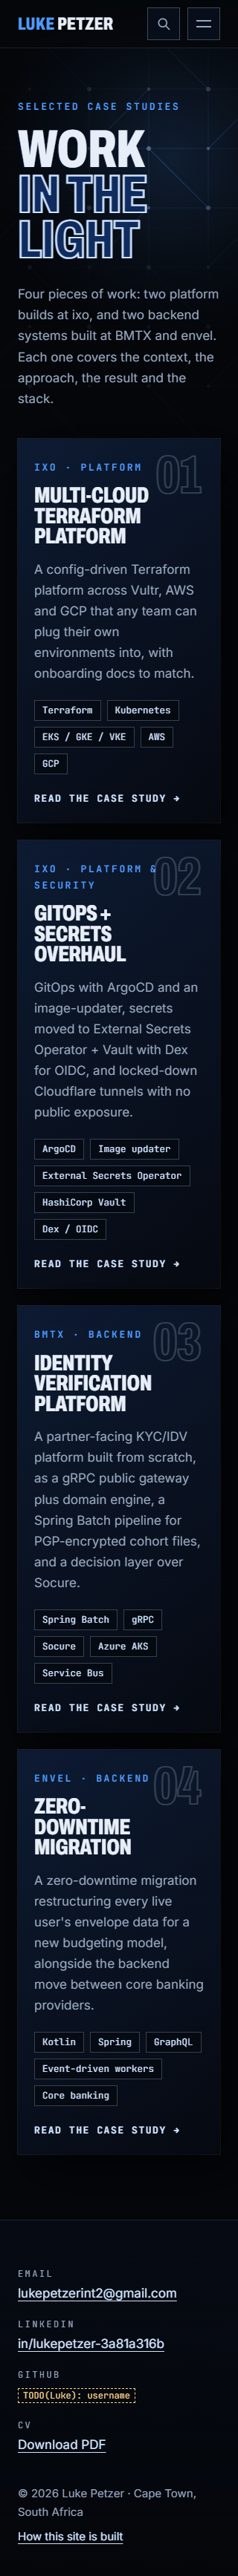 LUKE PETZER
SELECTED CASE STUDIES
WORK
IN THE
LIGHT
Four pieces of work: two platform
builds at ixo, and two backend
systems built at BMTX and envel.
Each one covers the context, the
approach, the result and the
stack.
IXO · PLATFORM
01
MULTI-CLOUD
TERRAFORM
PLATFORM
A config-driven Terraform
platform across Vultr, AWS
and GCP that any team can
plug their own
environments into, with
onboarding docs to match.
Terraform Kubernetes
EKS / GKE / VKE AWS
GCP
READ THE CASE STUDY →
IXO · PLATFORM &
SECURITY
02
GITOPS +
SECRETS
OVERHAUL
GitOps with ArgoCD and an
image-updater, secrets
moved to External Secrets
Operator + Vault with Dex
for OIDC, and locked-down
Cloudflare tunnels with no
public exposure.
ArgoCD Image updater
External Secrets Operator
HashiCorp Vault
Dex / OIDC
READ THE CASE STUDY →
BMTX · BACKEND
03
IDENTITY
VERIFICATION
PLATFORM
A partner-facing KYC/IDV
platform built from scratch,
as a gRPC public gateway
plus domain engine, a
Spring Batch pipeline for
PGP-encrypted cohort files,
and a decision layer over
Socure.
Spring Batch gRPC
Socure Azure AKS
Service Bus
READ THE CASE STUDY →
ENVEL · BACKEND
04
ZERO-
DOWNTIME
MIGRATION
A zero-downtime migration
restructuring every live
user's envelope data for a
new budgeting model,
alongside the backend
move between core banking
providers.
Kotlin Spring GraphQL
Event-driven workers
Core banking
READ THE CASE STUDY →
EMAIL
lukepetzerint2@gmail.com
LINKEDIN
in/lukepetzer-3a81a316b
GITHUB
TODO(Luke): username
CV
Download PDF
© 2026 Luke Petzer · Cape Town,
South Africa
How this site is built